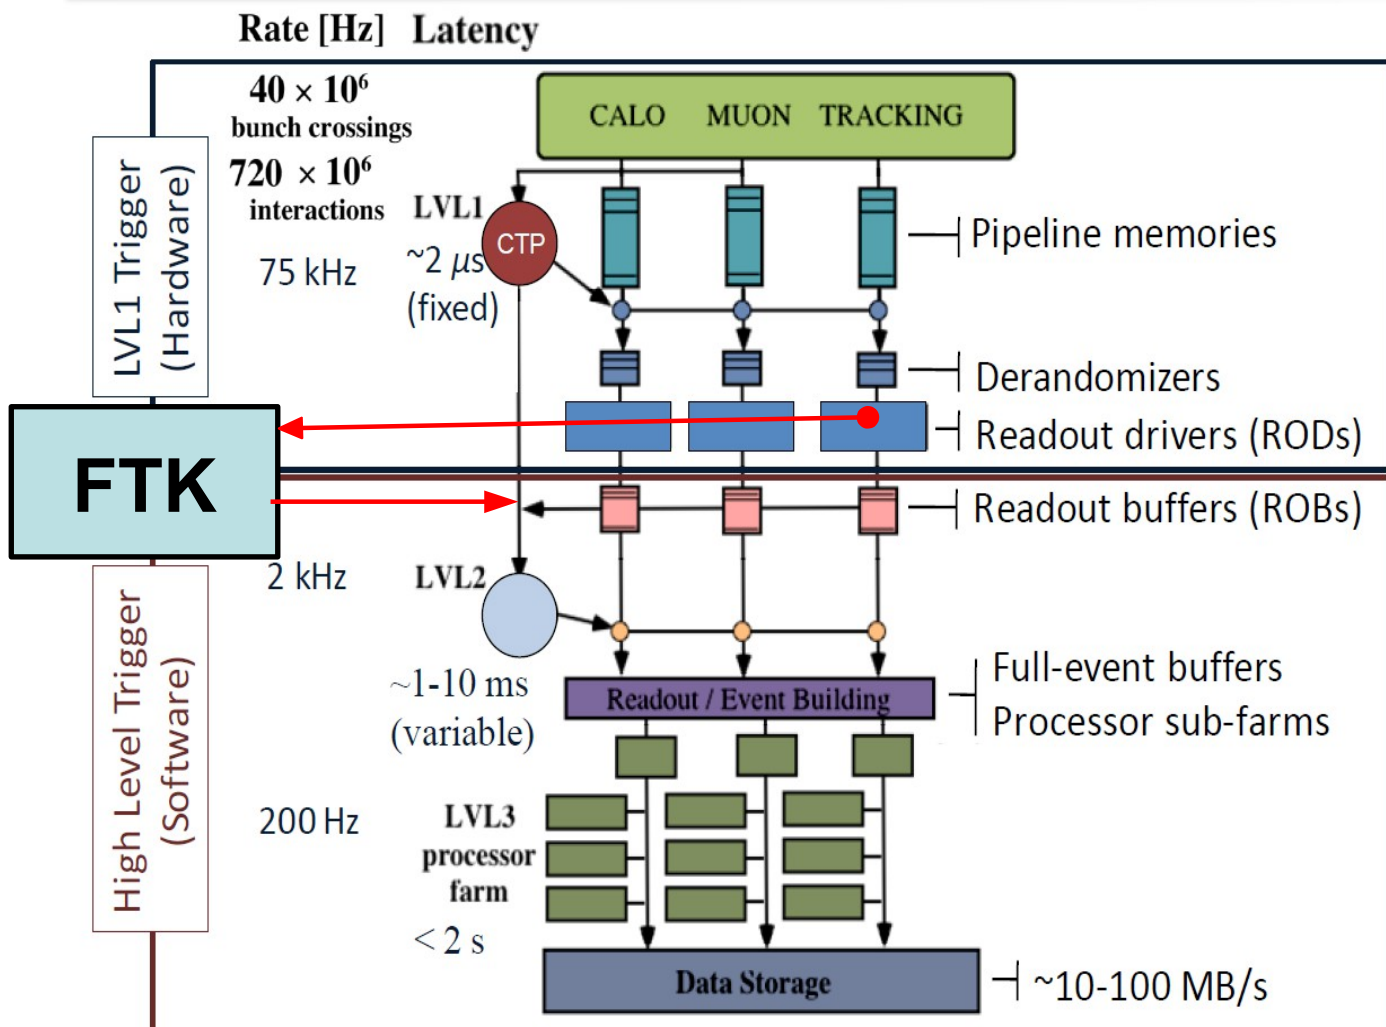 Rate [Hz] Latency
40 × 10⁶
bunch crossings
720 × 10⁶
interactions
CALO MUON TRACKING
LVL1 Trigger
(Hardware)
LVL1
CTP
~2 μs
(fixed)
75 kHz
Pipeline memories
Derandomizers
Readout drivers (RODs)
FTK
Readout buffers (ROBs)
2 kHz
LVL2
~1-10 ms
(variable)
High Level Trigger
(Software)
Readout / Event Building
Full-event buffers
Processor sub-farms
200 Hz
LVL3
processor
farm
< 2 s
Data Storage
~10-100 MB/s